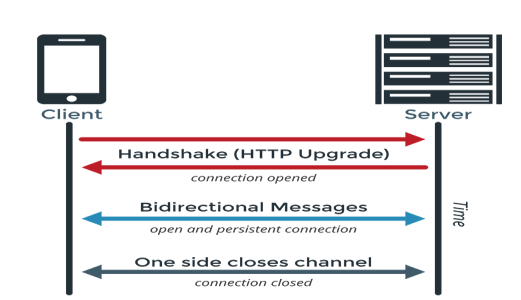 Client
Server
Handshake (HTTP Upgrade)
connection opened
Bidirectional Messages
open and persistent connection
Time
One side closes channel
connection closed